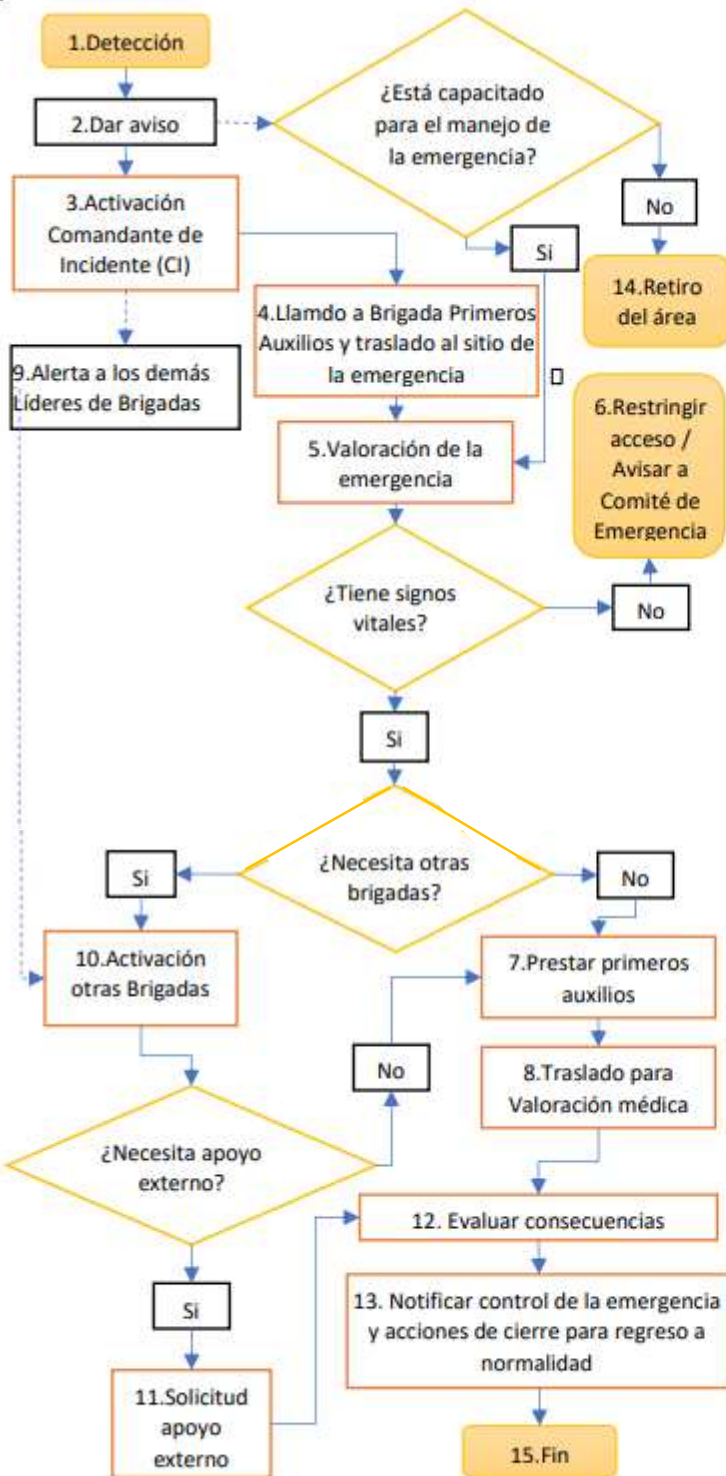 1.Detección
2.Dar aviso
¿Está capacitado
para el manejo de
la emergencia?
3.Activación
Comandante de
Incidente (CI)
No
Si
14.Retiro
del área
4.Llamdo a Brigada Primeros
Auxilios y traslado al sitio de
la emergencia
9.Alerta a los demás
Líderes de Brigadas
6.Restringir
acceso /
Avisar a
Comité de
Emergencia
5.Valoración de la
emergencia
¿Tiene signos
vitales?
No
Si
¿Necesita otras
brigadas?
Si
No
10.Activación
otras Brigadas
7.Prestar primeros
auxilios
No
8.Traslado para
Valoración médica
¿Necesita apoyo
externo?
12. Evaluar consecuencias
Si
13. Notificar control de la emergencia
y acciones de cierre para regreso a
normalidad
11.Solicitud
apoyo
externo
15.Fin